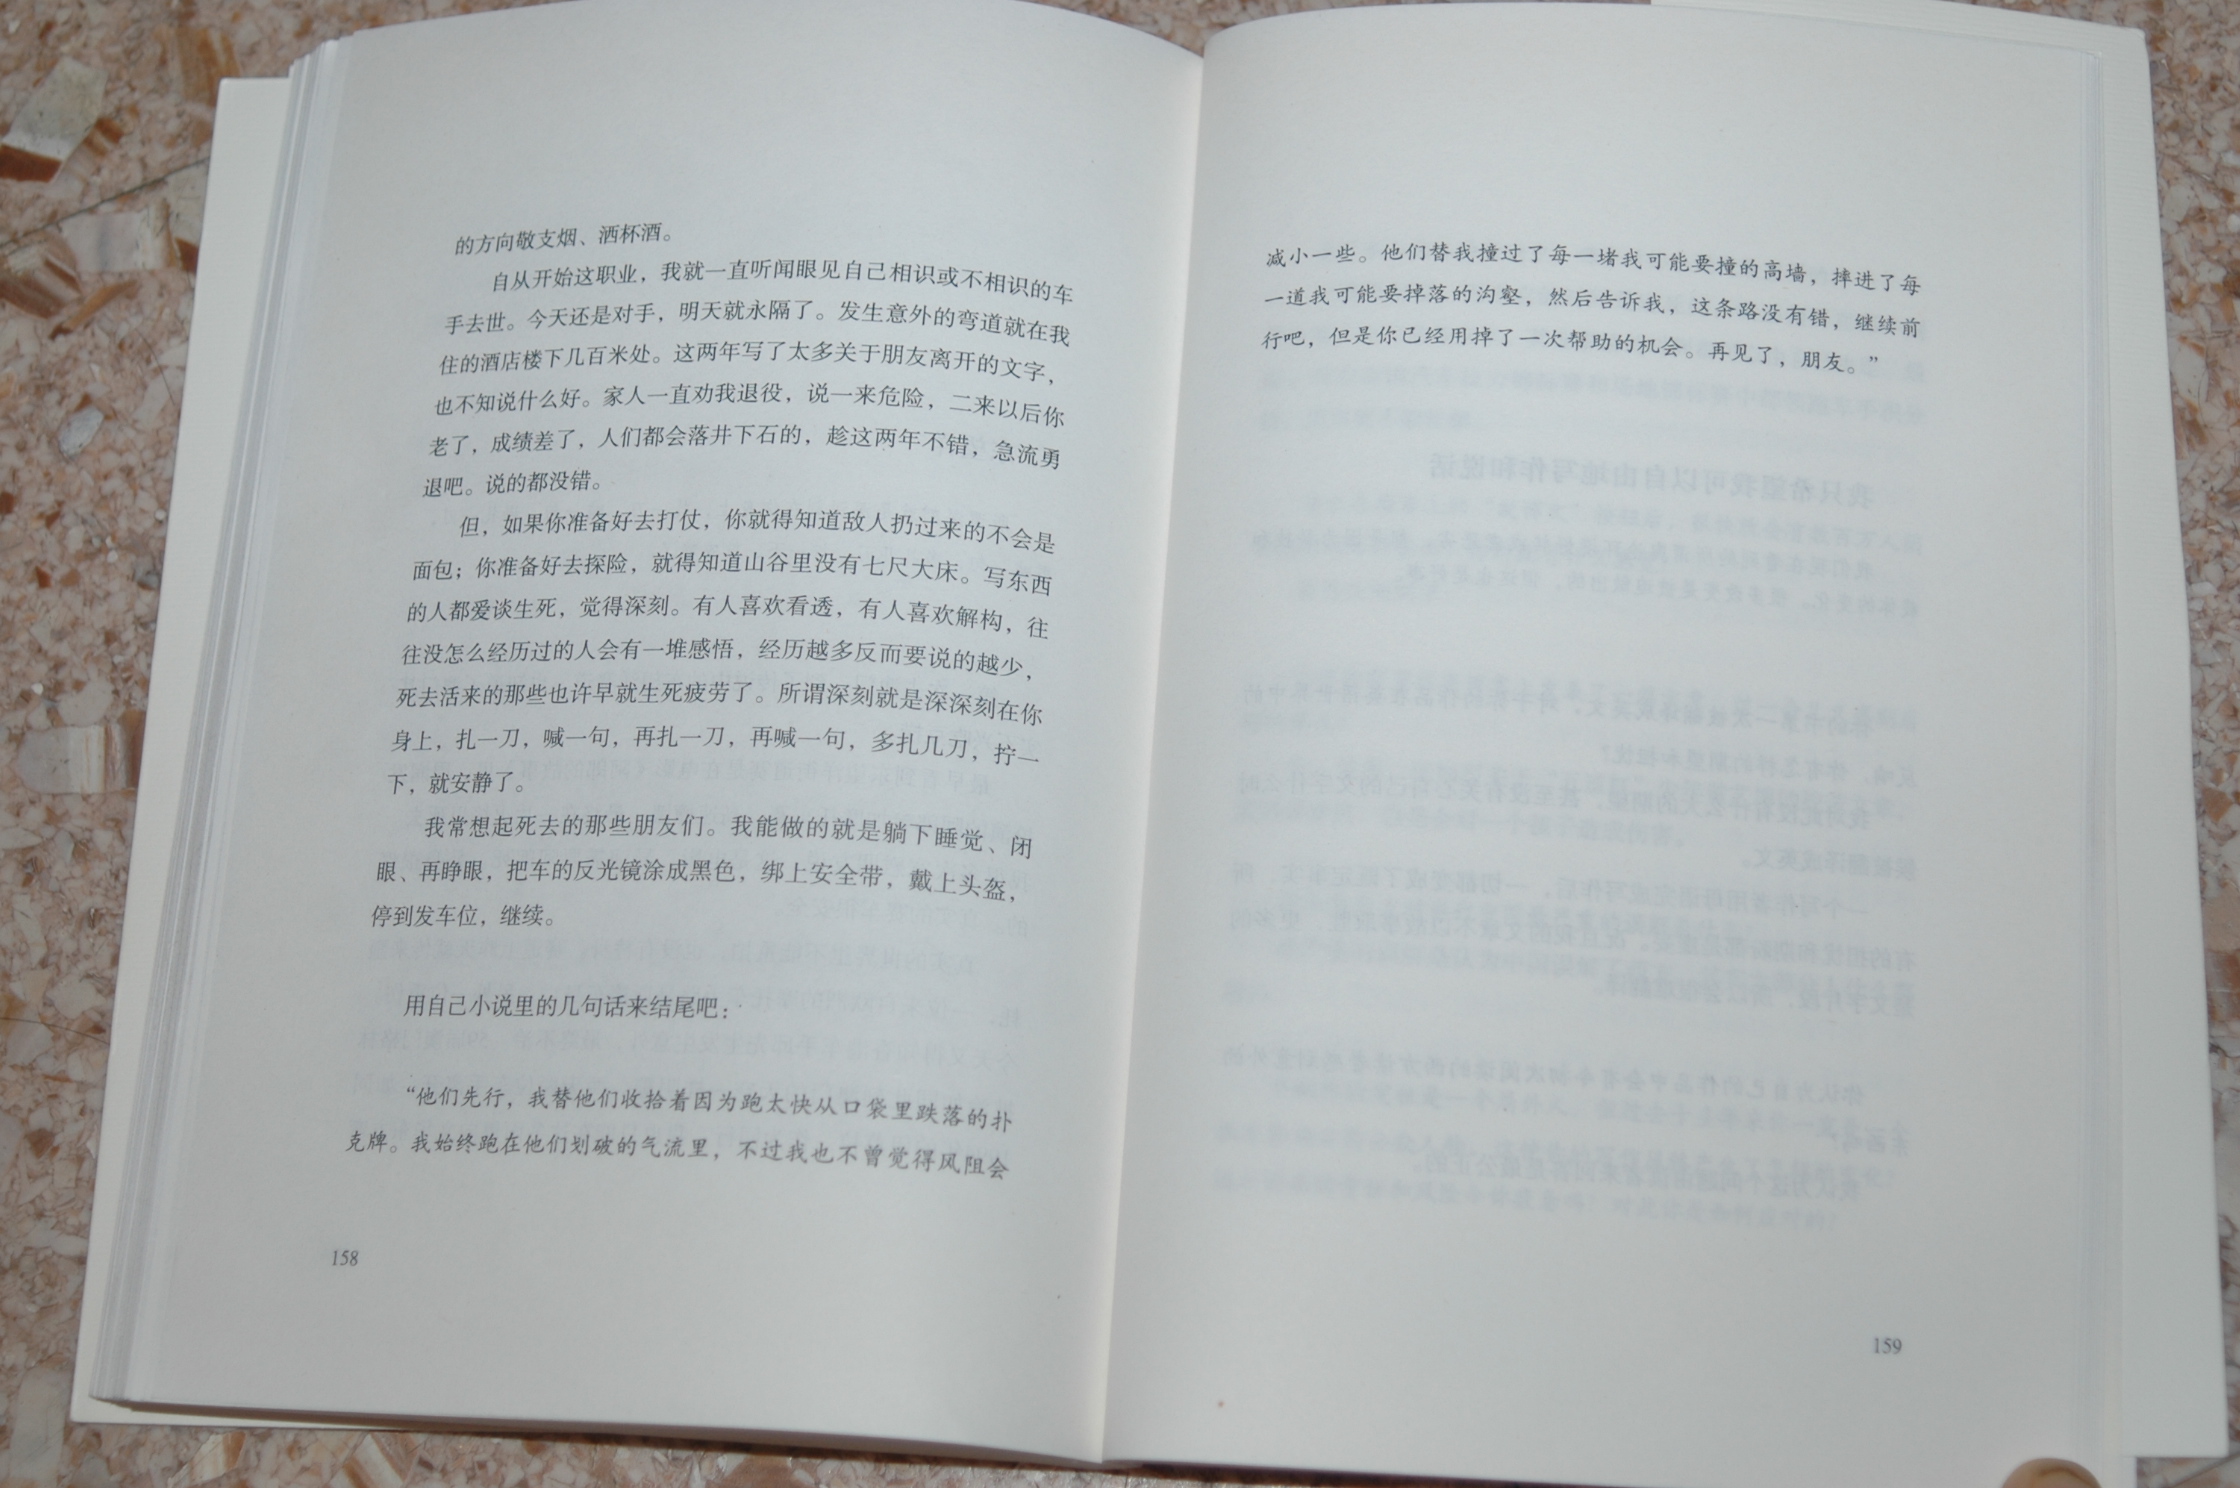 的方向敬支烟、洒杯酒。
自从开始这职业，我就一直听闻眼见自己相识或不相识的车
手去世。今天还是对手，明天就永隔了。发生意外的弯道就在我
住的酒店楼下几百米处。这两年写了太多关于朋友离开的文字，
也不知说什么好。家人一直劝我退役，说一来危险，二来以后你
老了，成绩差了，人们都会落井下石的，趁这两年不错，急流勇
退吧。说的都没错。
但，如果你准备好去打仗，你就得知道敌人扔过来的不会是
面包；你准备好去探险，就得知道山谷里没有七尺大床。写东西
的人都爱谈生死，觉得深刻。有人喜欢看透，有人喜欢解构，往
往没怎么经历过的人会有一堆感悟，经历越多反而要说的越少，
死去活来的那些也许早就生死疲劳了。所谓深刻就是深深刻在你
身上，扎一刀，喊一句，再扎一刀，再喊一句，多扎几刀，拧一
下，就安静了。
我常想起死去的那些朋友们。我能做的就是躺下睡觉、闭
眼、再睁眼，把车的反光镜涂成黑色，绑上安全带，戴上头盔，
停到发车位，继续。
用自己小说里的几句话来结尾吧：
“他们先行，我替他们收拾着因为跑太快从口袋里跌落的扑
克牌。我始终跑在他们划破的气流里，不过我也不曾觉得风阻会
158
减小一些。他们替我撞过了每一堵我可能要撞的高墙，摔进了每
一道我可能要掉落的沟壑，然后告诉我，这条路没有错，继续前
行吧，但是你已经用掉了一次帮助的机会。再见了，朋友。”
159